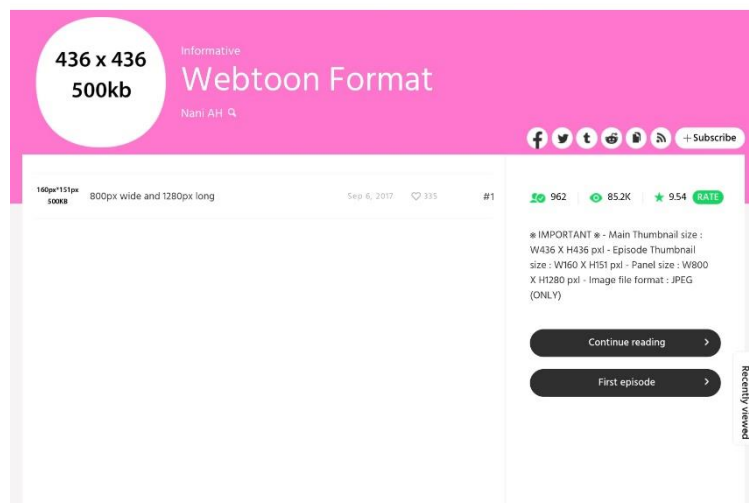 436 x 436
500kb
Informative
Webtoon Format
Nani AH
+ Subscribe
160px*151px
500KB
800px wide and 1280px long
Sep 6, 2017
335
#1
962
85.2K
9.54
RATE
※ IMPORTANT ※ - Main Thumbnail size :
W436 X H436 pxl - Episode Thumbnail
size : W160 X H151 pxl - Panel size : W800
X H1280 pxl - Image file format : JPEG
(ONLY)
Continue reading
First episode
Recently viewed